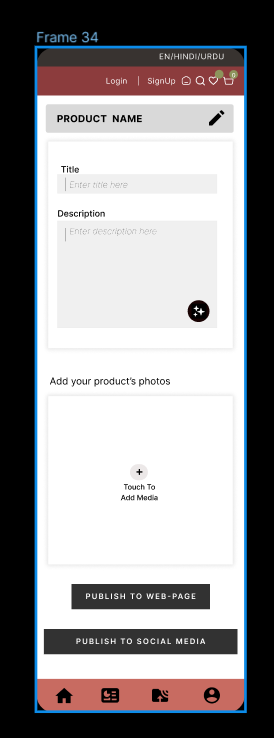 Frame 34
EN/HINDI/URDU
Login | SignUp
0
PRODUCT NAME
Title
Enter title here
Description
Enter description here
Add your product's photos
Touch To
Add Media
PUBLISH TO WEB-PAGE
PUBLISH TO SOCIAL MEDIA